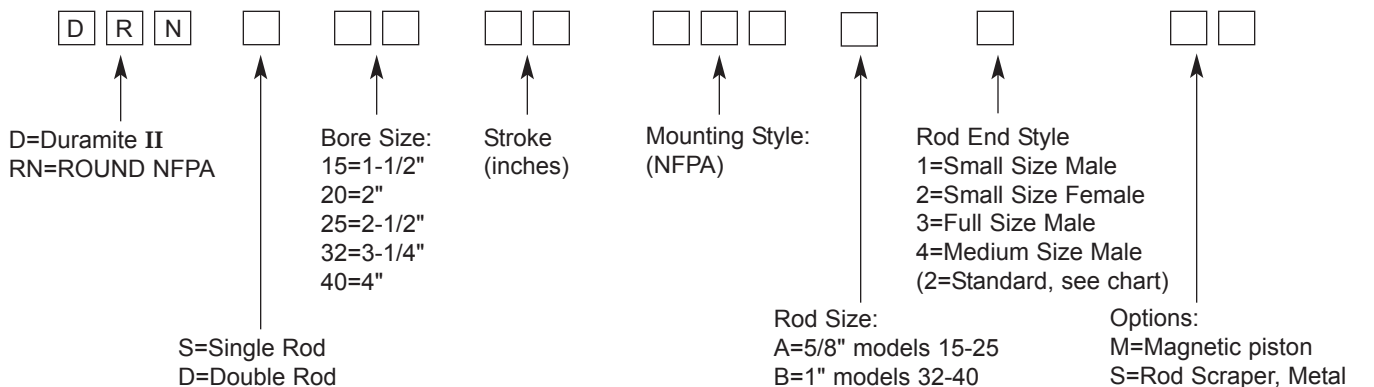 D R N
D=Duramite II
RN=ROUND NFPA
S=Single Rod
D=Double Rod
Bore Size:
15=1-1/2"
20=2"
25=2-1/2"
32=3-1/4"
40=4"
Stroke
(inches)
Mounting Style:
(NFPA)
Rod Size:
A=5/8" models 15-25
B=1" models 32-40
Rod End Style
1=Small Size Male
2=Small Size Female
3=Full Size Male
4=Medium Size Male
(2=Standard, see chart)
Options:
M=Magnetic piston
S=Rod Scraper, Metal